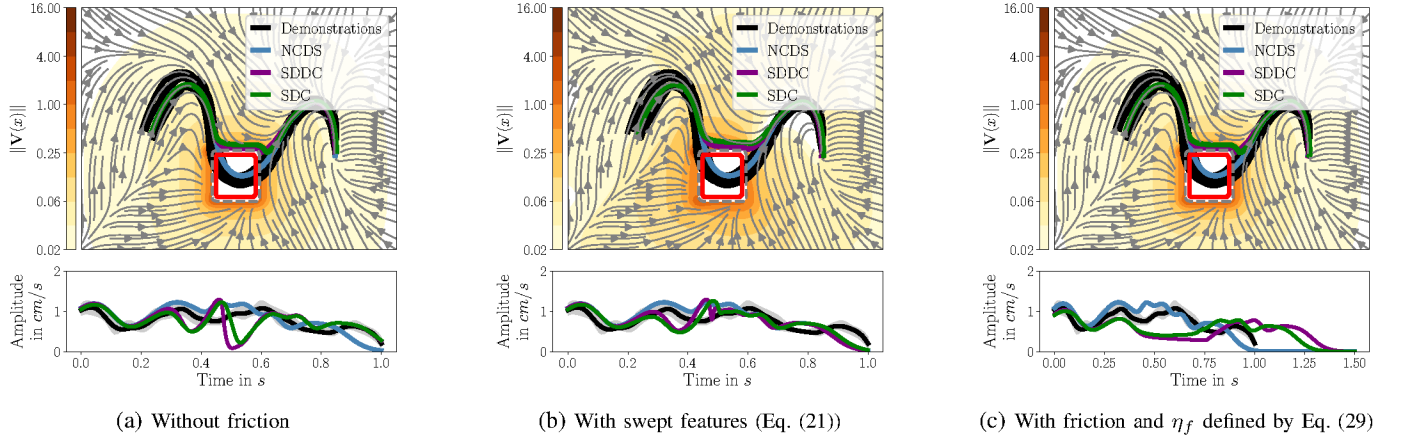 16.00
4.00
1.00
0.25
0.06
0.02
‖V(x)‖
Demonstrations
NCDS
SDDC
SDC
2
1
0
Amplitude
in cm/s
0.0 0.2 0.4 0.6 0.8 1.0
Time in s
(a) Without friction
16.00
4.00
1.00
0.25
0.06
0.02
‖V(x)‖
Demonstrations
NCDS
SDDC
SDC
2
1
0
Amplitude
in cm/s
0.0 0.2 0.4 0.6 0.8 1.0
Time in s
(b) With swept features (Eq. (21))
16.00
4.00
1.00
0.25
0.06
0.02
‖V(x)‖
Demonstrations
NCDS
SDDC
SDC
2
1
0
Amplitude
in cm/s
0.00 0.25 0.50 0.75 1.00 1.25 1.50
Time in s
(c) With friction and η_f defined by Eq. (29)